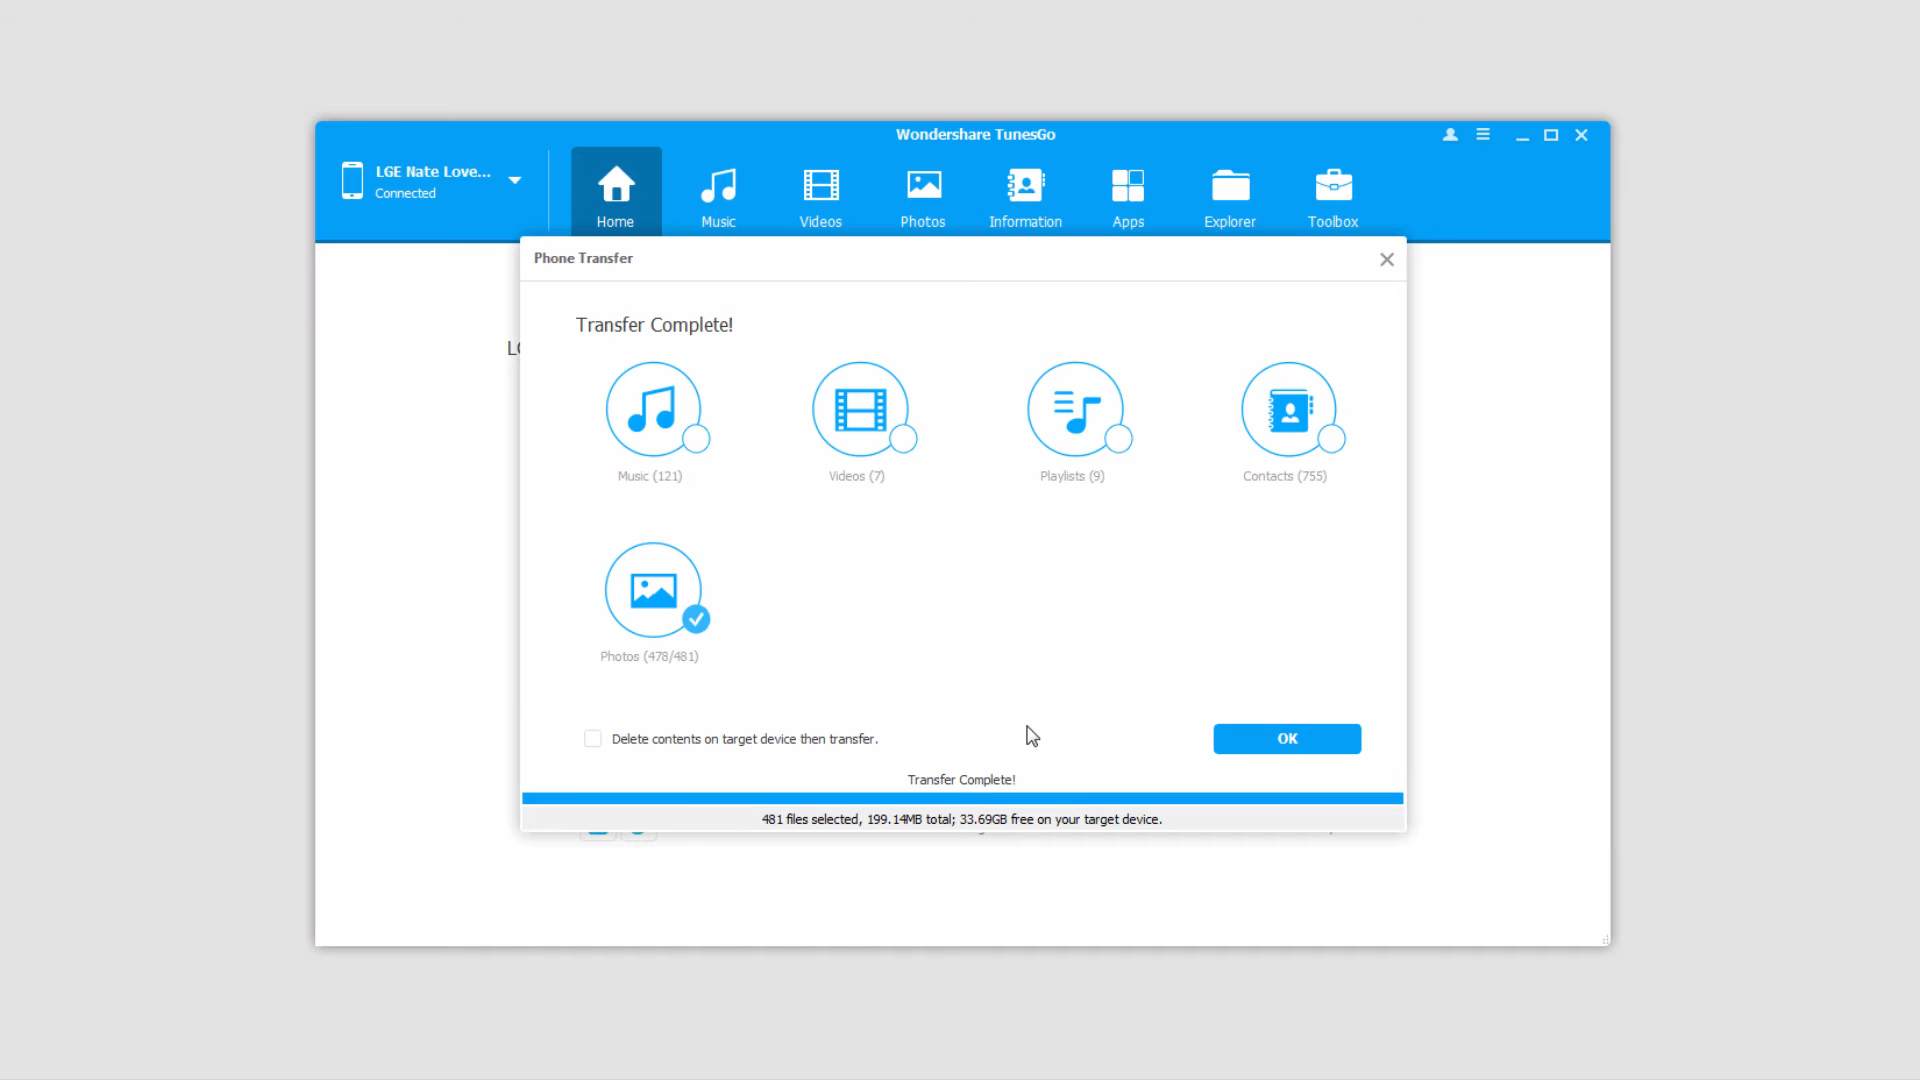 Wondershare TunesGo
LGE Nate Love...
Connected
Home
Music
Videos
Photos
Information
Apps
Explorer
Toolbox
Phone Transfer
Transfer Complete!
Music (121)
Videos (7)
Playlists (9)
Contacts (755)
Photos (478/481)
Delete contents on target device then transfer.
OK
Transfer Complete!
481 files selected, 199.14MB total; 33.69GB free on your target device.